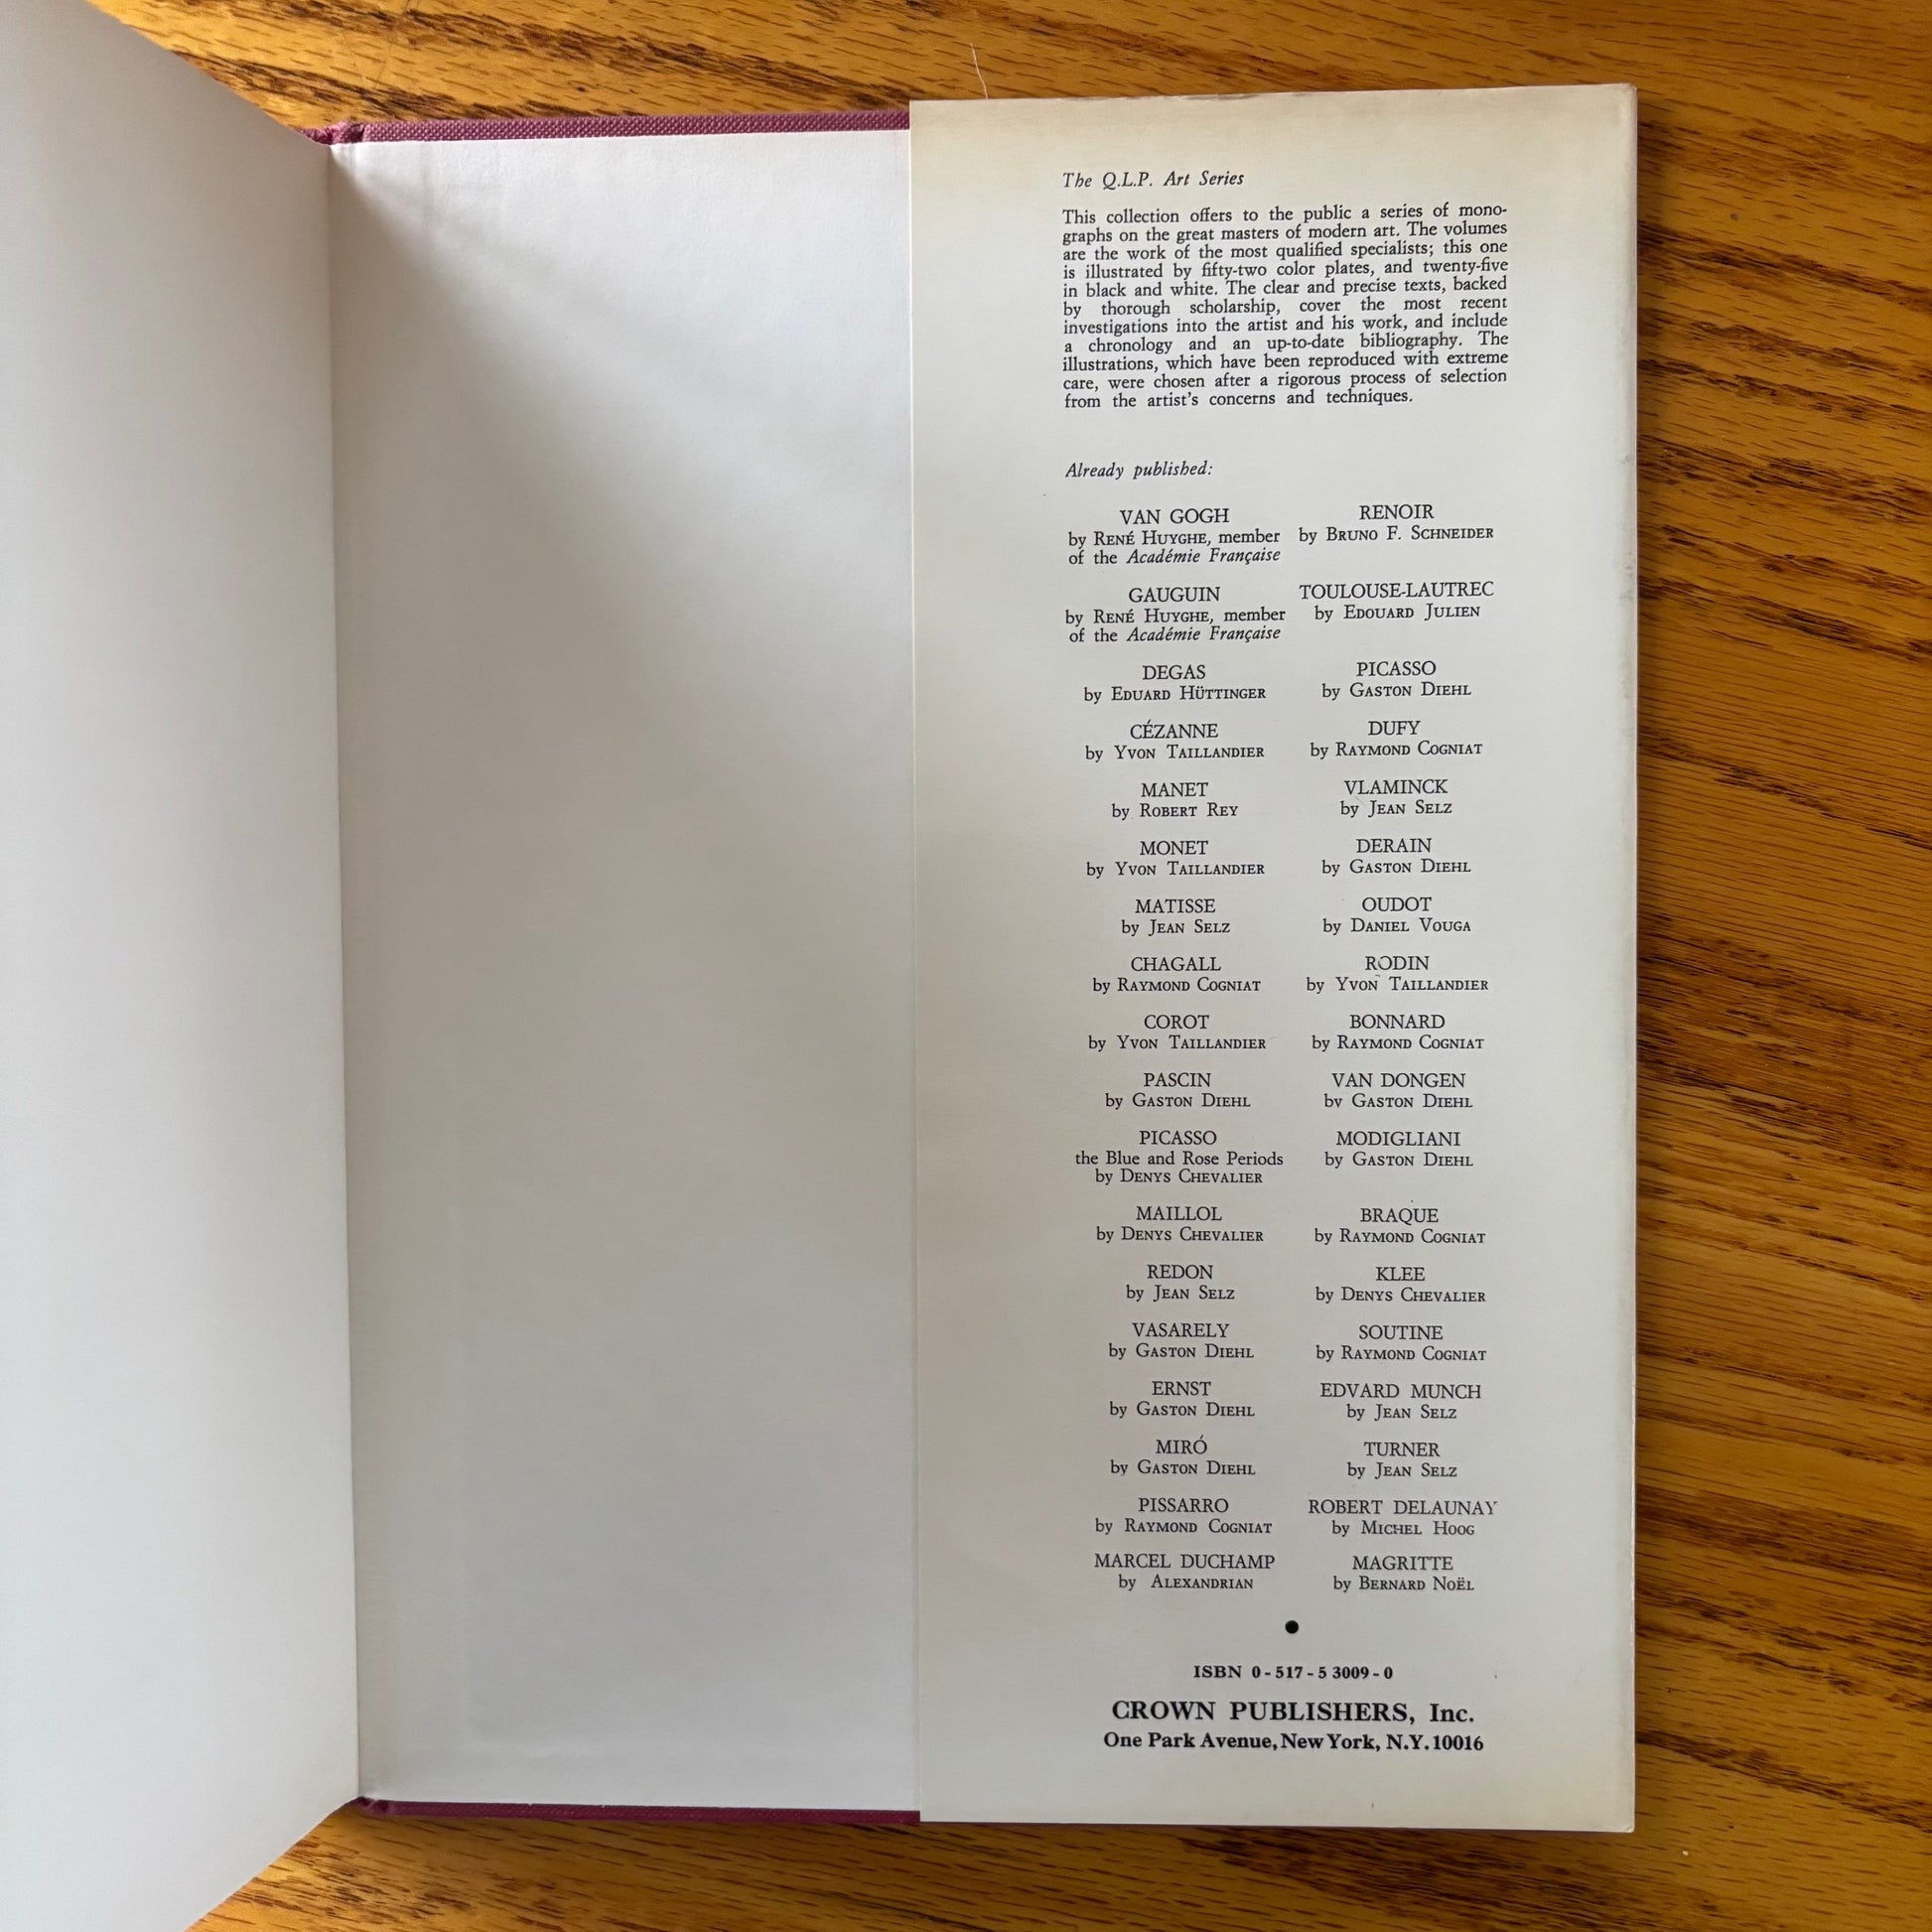 The Q.L.P. Art Series
This collection offers to the public a series of mono-
graphs on the great masters of modern art. The volumes
are the work of the most qualified specialists; this one
is illustrated by fifty-two color plates, and twenty-five
in black and white. The clear and precise texts, backed
by thorough scholarship, cover the most recent
investigations into the artist and his work, and include
a chronology and an up-to-date bibliography. The
illustrations, which have been reproduced with extreme
care, were chosen after a rigorous process of selection
from the artist's concerns and techniques.
Already published:
VAN GOGH
by RENÉ HUYGHE, member
of the Académie Française
GAUGUIN
by RENÉ HUYGHE, member
of the Académie Française
DEGAS
by EDUARD HÜTTINGER
CÉZANNE
by YVON TAILLANDIER
MANET
by ROBERT REY
MONET
by YVON TAILLANDIER
MATISSE
by JEAN SELZ
CHAGALL
by RAYMOND COGNIAT
COROT
by YVON TAILLANDIER
PASCIN
by GASTON DIEHL
PICASSO
the Blue and Rose Periods
by DENYS CHEVALIER
MAILLOL
by DENYS CHEVALIER
REDON
by JEAN SELZ
VASARELY
by GASTON DIEHL
ERNST
by GASTON DIEHL
MIRÓ
by GASTON DIEHL
PISSARRO
by RAYMOND COGNIAT
MARCEL DUCHAMP
by ALEXANDRIAN
RENOIR
by BRUNO F. SCHNEIDER
TOULOUSE-LAUTREC
by EDOUARD JULIEN
PICASSO
by GASTON DIEHL
DUFY
by RAYMOND COGNIAT
VLAMINCK
by JEAN SELZ
DERAIN
by GASTON DIEHL
OUDOT
by DANIEL VOUGA
RODIN
by YVON TAILLANDIER
BONNARD
by RAYMOND COGNIAT
VAN DONGEN
by GASTON DIEHL
MODIGLIANI
by GASTON DIEHL
BRAQUE
by RAYMOND COGNIAT
KLEE
by DENYS CHEVALIER
SOUTINE
by RAYMOND COGNIAT
EDVARD MUNCH
by JEAN SELZ
TURNER
by JEAN SELZ
ROBERT DELAUNAY
by MICHEL HOOG
MAGRITTE
by BERNARD NOËL
ISBN 0-517-53009-0
CROWN PUBLISHERS, Inc.
One Park Avenue, New York, N.Y. 10016